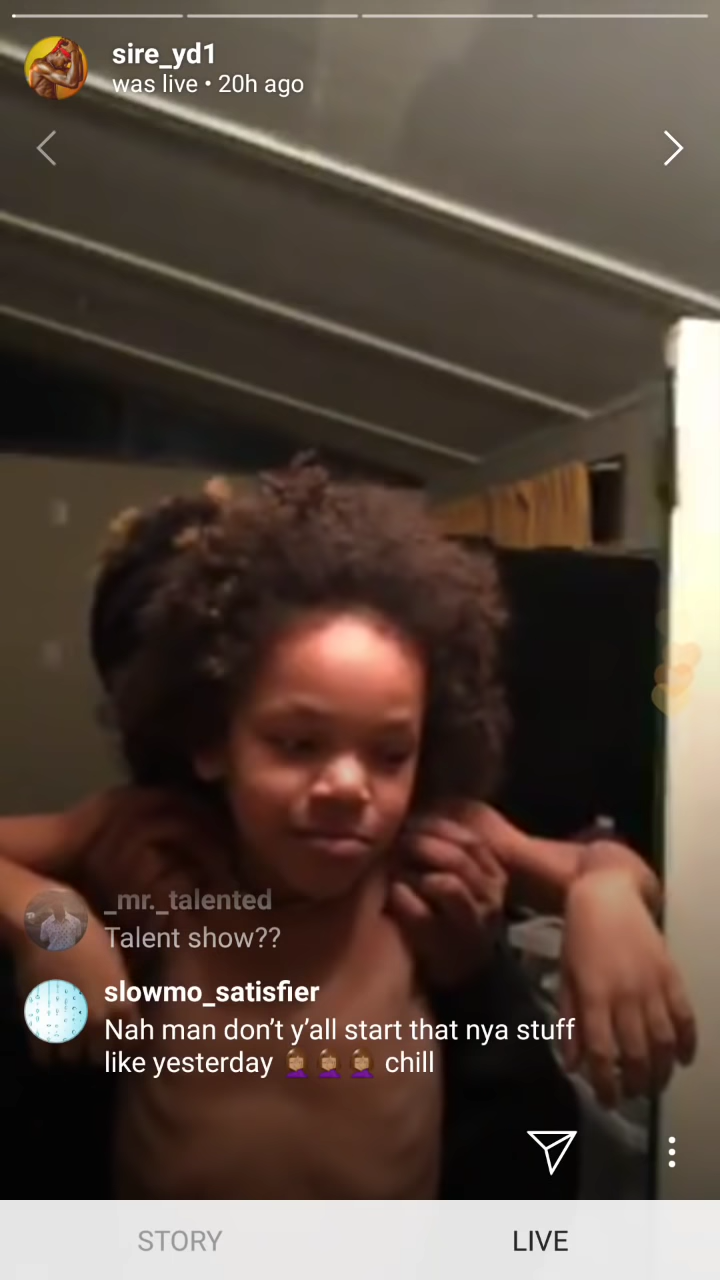 sire_yd1
was live • 20h ago
_mr._talented
Talent show??
slowmo_satisfier
Nah man don't y'all start that nya stuff
like yesterday 🤦🏽‍♀️🤦🏽‍♀️🤦🏽‍♀️ chill
STORY LIVE